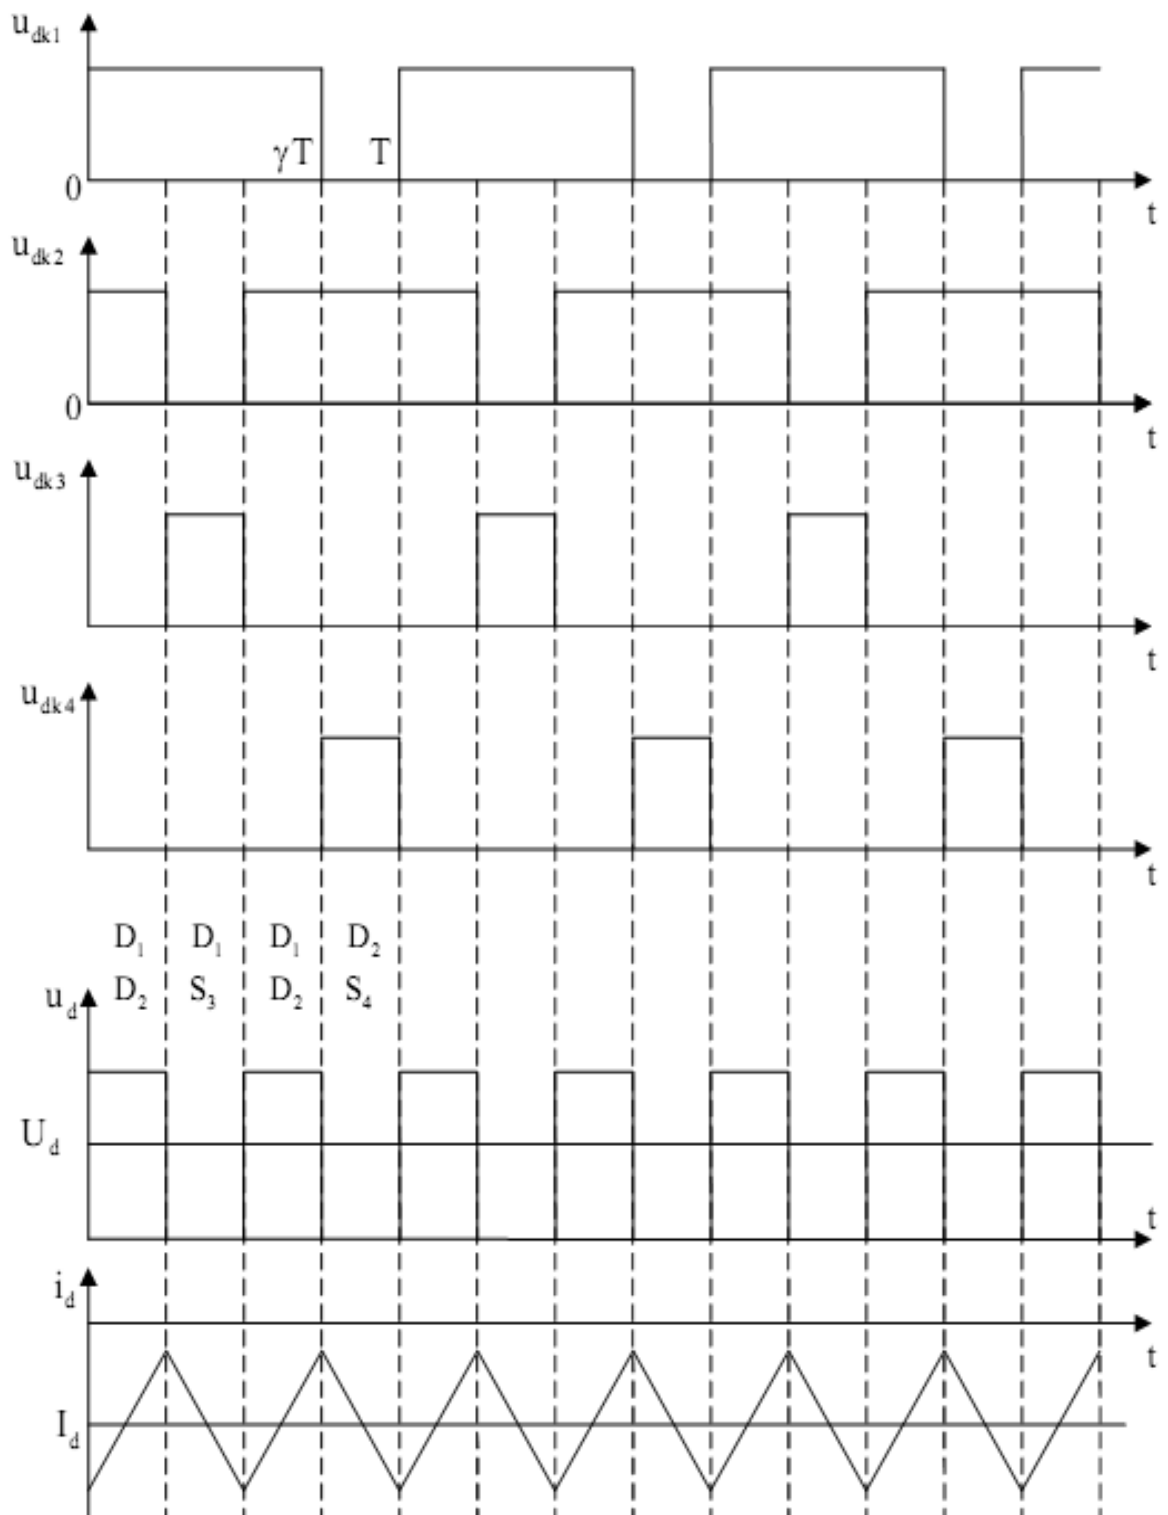 u_dk1
γT T
0
t
u_dk2
0
t
u_dk3
t
u_dk4
t
D₁ D₁ D₁ D₂
D₂ S₃ D₂ S₄
u_d
U_d
t
i_d
t
I_d